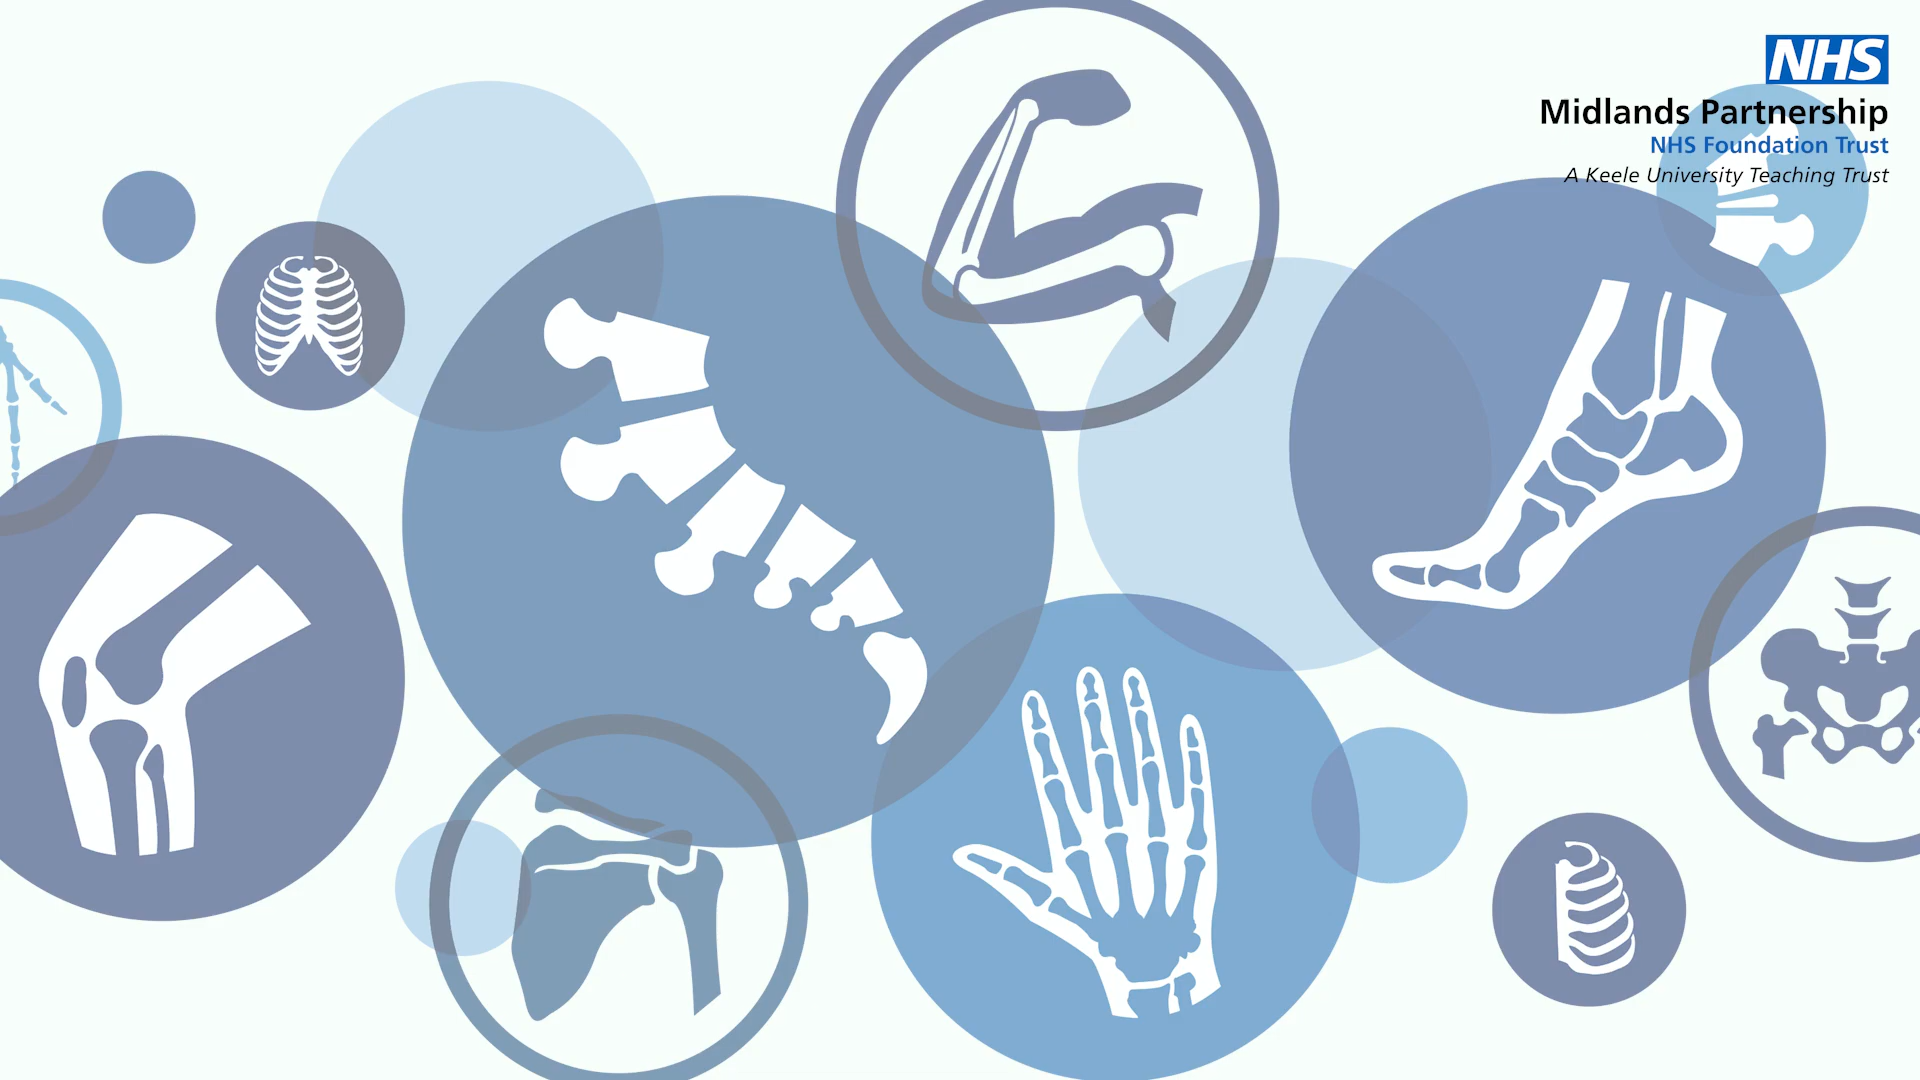 NHS
Midlands Partnership
NHS Foundation Trust
A Keele University Teaching Trust